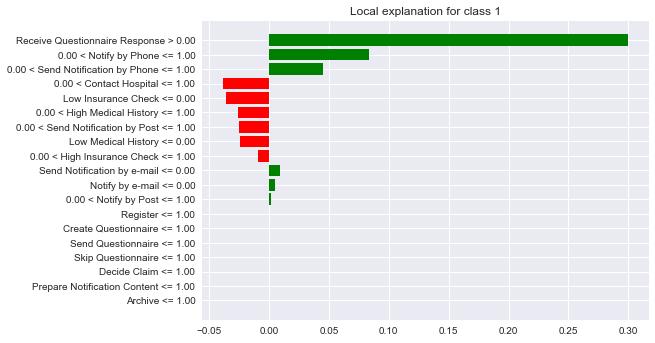 Local explanation for class 1
Receive Questionnaire Response > 0.00
0.00 < Notify by Phone <= 1.00
0.00 < Send Notification by Phone <= 1.00
0.00 < Contact Hospital <= 1.00
Low Insurance Check <= 0.00
0.00 < High Medical History <= 1.00
0.00 < Send Notification by Post <= 1.00
Low Medical History <= 0.00
0.00 < High Insurance Check <= 1.00
Send Notification by e-mail <= 0.00
Notify by e-mail <= 0.00
0.00 < Notify by Post <= 1.00
Register <= 1.00
Create Questionnaire <= 1.00
Send Questionnaire <= 1.00
Skip Questionnaire <= 1.00
Decide Claim <= 1.00
Prepare Notification Content <= 1.00
Archive <= 1.00
−0.05 0.00 0.05 0.10 0.15 0.20 0.25 0.30